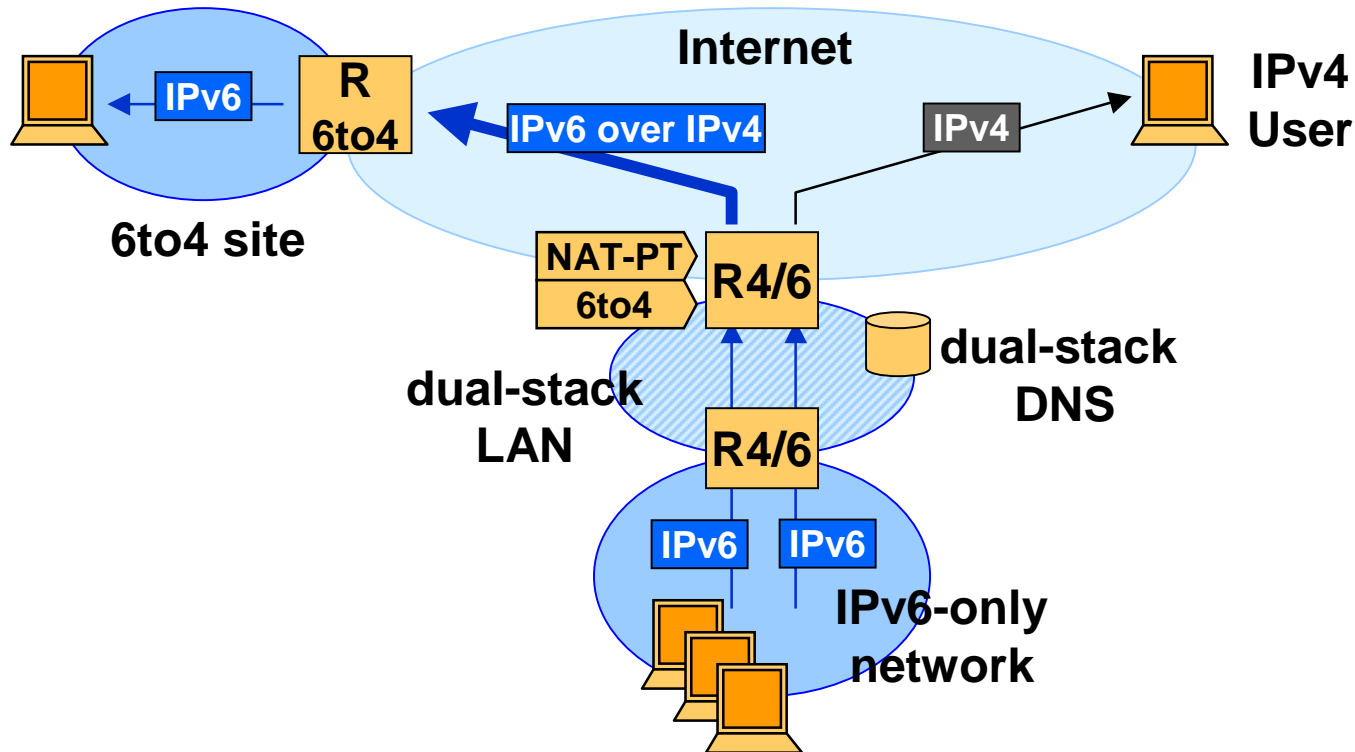 Internet
IPv4
User
IPv6
R
6to4
IPv6 over IPv4
IPv4
6to4 site
NAT-PT
6to4
R4/6
dual-stack
LAN
dual-stack
DNS
R4/6
IPv6
IPv6
IPv6-only
network